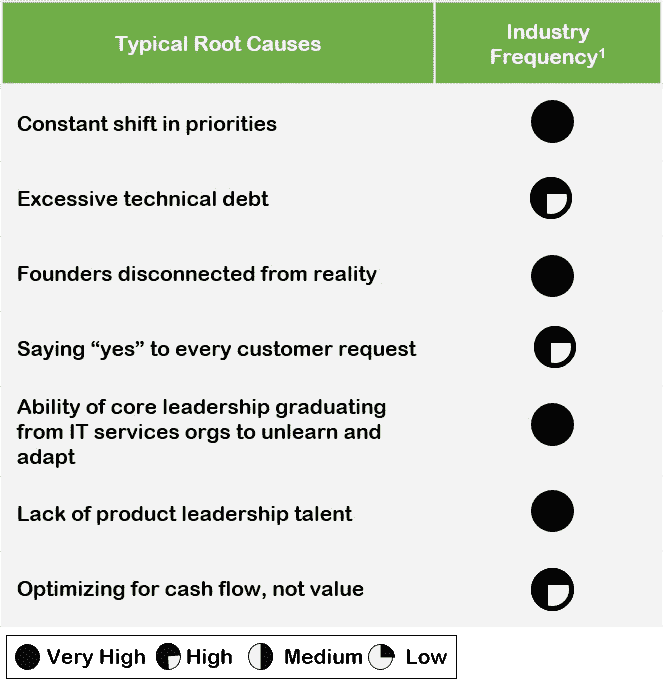 Typical Root Causes
Industry
Frequency¹
Constant shift in priorities
Excessive technical debt
Founders disconnected from reality
Saying “yes” to every customer request
Ability of core leadership graduating
from IT services orgs to unlearn and
adapt
Lack of product leadership talent
Optimizing for cash flow, not value
Very High High Medium Low